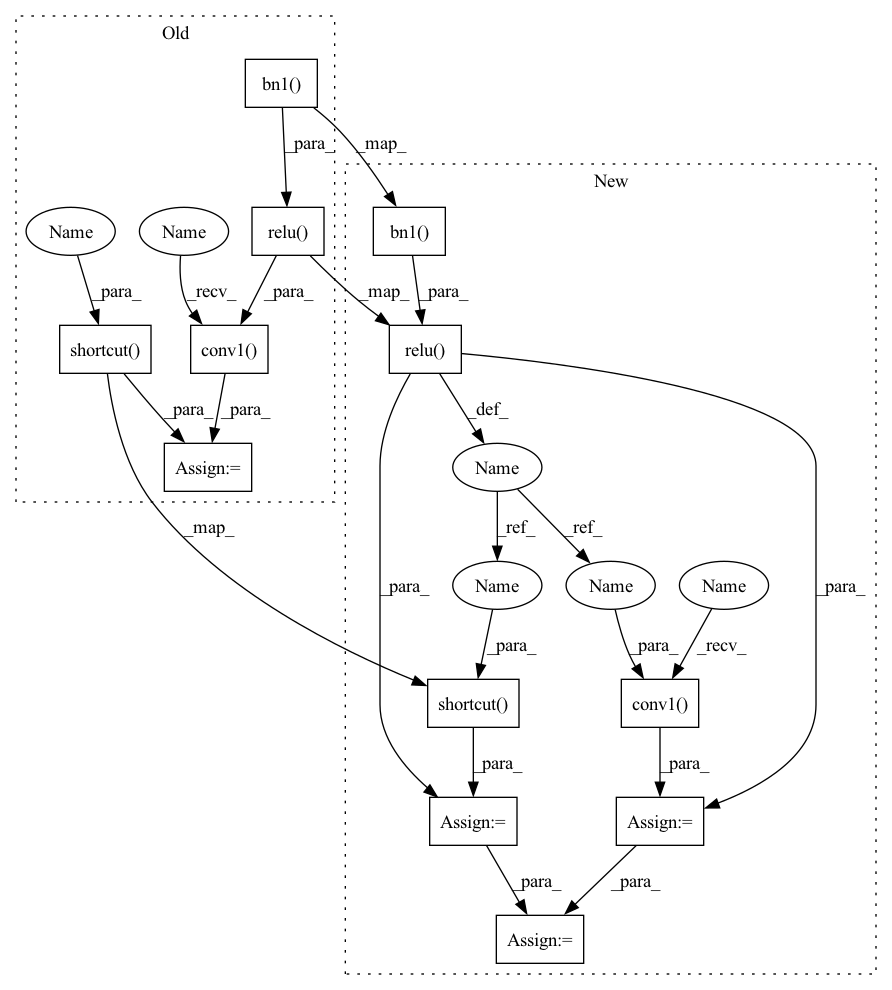 Old
bn1()
_para_
_map_
New
Name
Name
relu()
bn1()
_para_
_recv_
_para_
_map_
_para_
shortcut()
conv1()
relu()
_para_
_para_
_def_
Assign:=
Name
_map_
_ref_
_ref_
_para_
Name
Name
Name
_para_
_para_
_para_
_recv_
shortcut()
conv1()
_para_
_para_
Assign:=
Assign:=
_para_
_para_
Assign:=